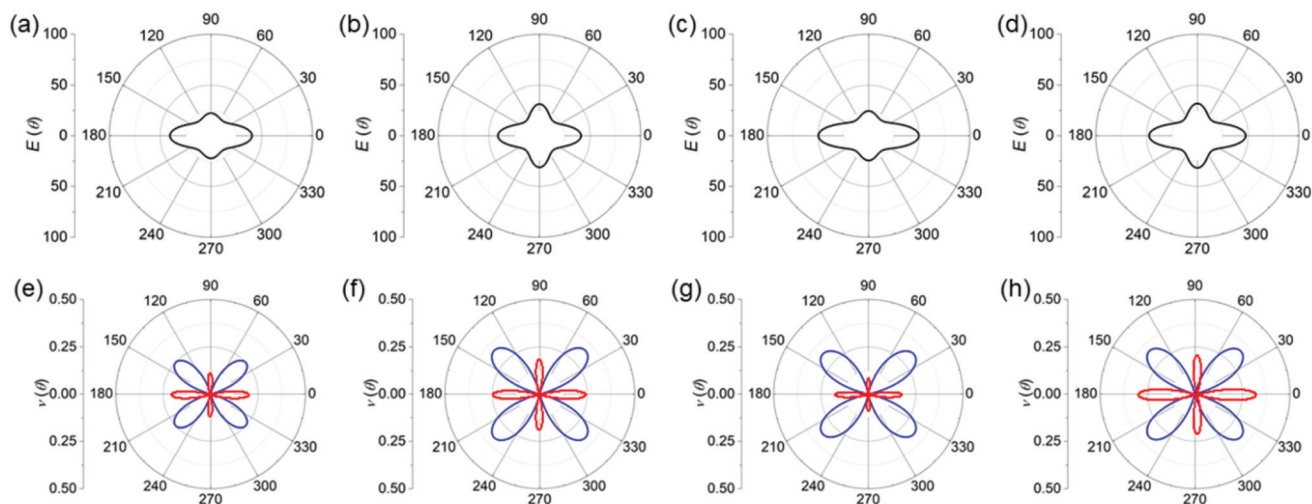 (a) (b) (c) (d)
90 90 90 90
100 120 60 100 120 60 100 120 60 100 120 60
50 150 30 50 150 30 50 150 30 50 150 30
E (θ) 0 180 0 E (θ) 0 180 0 E (θ) 0 180 0 E (θ) 0 180 0
50 210 330 50 210 330 50 210 330 50 210 330
100 240 300 100 240 300 100 240 300 100 240 300
270 270 270 270
(e) (f) (g) (h)
90 90 90 90
0.50 120 60 0.50 120 60 0.50 120 60 0.50 120 60
0.25 150 30 0.25 150 30 0.25 150 30 0.25 150 30
ν (θ) 0.00 180 0 ν (θ) 0.00 180 0 ν (θ) 0.00 180 0 ν (θ) 0.00 180 0
0.25 210 330 0.25 210 330 0.25 210 330 0.25 210 330
0.50 240 300 0.50 240 300 0.50 240 300 0.50 240 300
270 270 270 270